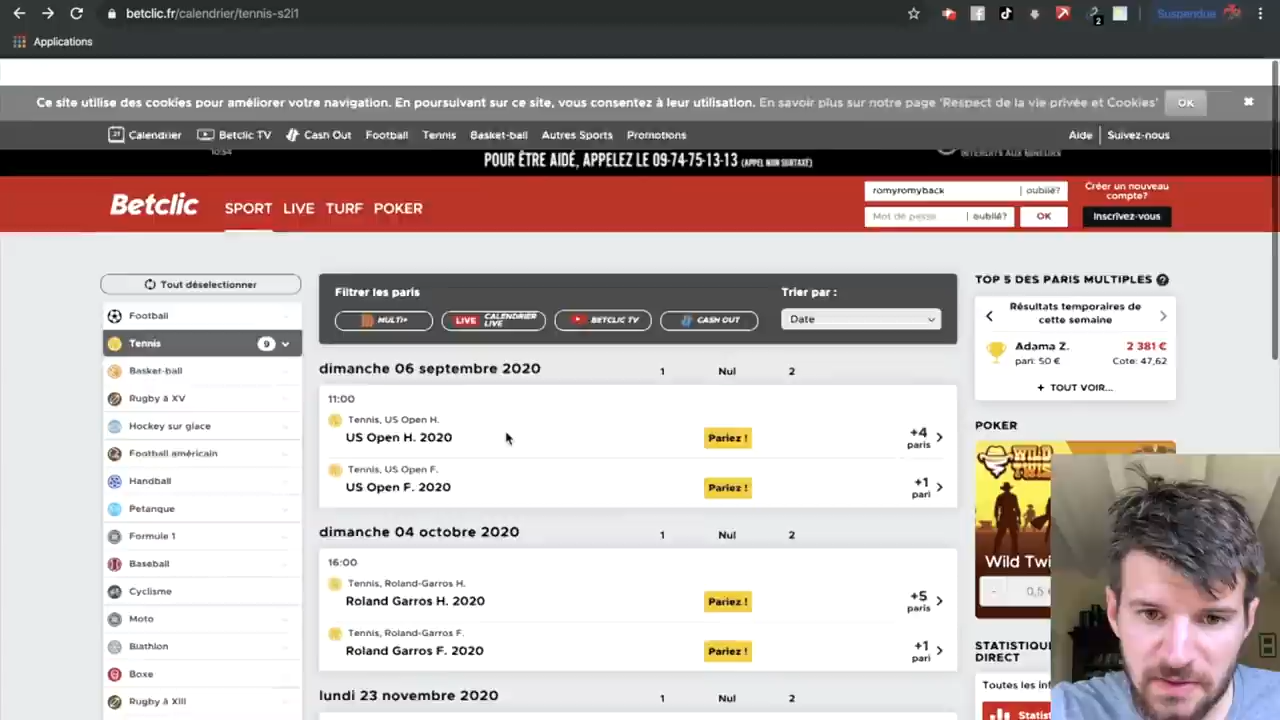 betclic.fr/calendrier/tennis-s2i1
2
Suspendue
Applications
Ce site utilise des cookies pour améliorer votre navigation. En poursuivant sur ce site, vous consentez à leur utilisation. En savoir plus sur notre page 'Respect de la vie privée et Cookies'
OK
Calendrier
Betclic TV
Cash Out
Football
Tennis
Basket-ball
Autres Sports
Promotions
Aide
Suivez-nous
POUR ÊTRE AIDÉ, APPELEZ LE 09-74-75-13-13 (APPEL NON SURTAXÉ)
Betclic
SPORT
LIVE
TURF
POKER
romyromyback
oublié?
Mot de passe
oublié?
OK
Créer un nouveau
compte?
Inscrivez-vous
Tout déselectionner
Football
Tennis
9
Basket-ball
Rugby à XV
Hockey sur glace
Football américain
Handball
Petanque
Formule 1
Baseball
Cyclisme
Moto
Biathlon
Boxe
Rugby à XIII
Filtrer les paris
Trier par :
MULTI+
LIVE
CALENDRIER
LIVE
BETCLIC TV
CASH OUT
Date
dimanche 06 septembre 2020
1
Nul
2
11:00
Tennis, US Open H.
US Open H. 2020
Pariez !
+4
paris
Tennis, US Open F.
US Open F. 2020
Pariez !
+1
pari
dimanche 04 octobre 2020
1
Nul
2
16:00
Tennis, Roland-Garros H.
Roland Garros H. 2020
Pariez !
+5
paris
Tennis, Roland-Garros F.
Roland Garros F. 2020
Pariez !
+1
pari
lundi 23 novembre 2020
1
Nul
2
TOP 5 DES PARIS MULTIPLES
Résultats temporaires de
cette semaine
Adama Z.
2 381 €
pari: 50 €
Cote: 47,62
+ TOUT VOIR...
POKER
WILD
Wild Twi
0,5
STATISTIQU
DIRECT
Toutes les inf
Statist